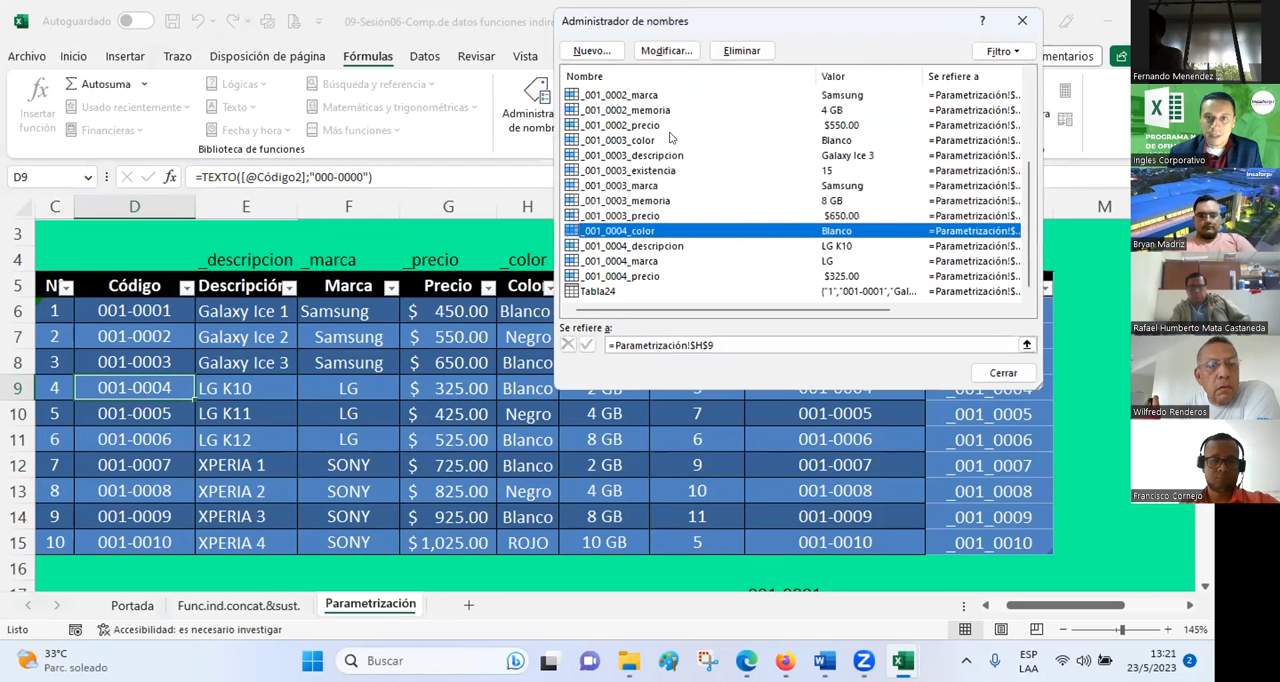 Autoguardado
09-Sesión06-Comp.de datos funciones indire
Administrador de nombres
?
Archivo Inicio Insertar Trazo Disposición de página Fórmulas Datos Revisar Vista
Nuevo... Modificar... Eliminar Filtro
mentarios
fx
Insertar
función
Autosuma
Usado recientemente
Financieras
Lógicas
Texto
Fecha y hora
Búsqueda y referencia
Matemáticas y trigonométricas
Más funciones
Biblioteca de funciones
Administra
de nomb
Nombre Valor Se refiere a
_001_0002_marca Samsung =Parametrización!$..
_001_0002_memoria 4 GB =Parametrización!$..
_001_0002_precio $550.00 =Parametrización!$..
_001_0003_color Blanco =Parametrización!$..
_001_0003_descripcion Galaxy Ice 3 =Parametrización!$..
_001_0003_existencia 15 =Parametrización!$..
_001_0003_marca Samsung =Parametrización!$..
_001_0003_memoria 8 GB =Parametrización!$..
_001_0003_precio $650.00 =Parametrización!$..
_001_0004_color Blanco =Parametrización!$..
_001_0004_descripcion LG K10 =Parametrización!$..
_001_0004_marca LG =Parametrización!$..
_001_0004_precio $325.00 =Parametrización!$..
Tabla24 {"1","001-0001","Gal... =Parametrización!$..
Se refiere a:
=Parametrización!$H$9
Cerrar
D9 fx =TEXTO([@Código2];"000-0000")
C D E F G H M
3
4 _descripcion _marca _precio _color
5 N Código Descripción Marca Precio Colo
6 1 001-0001 Galaxy Ice 1 Samsung $ 450.00 Blanco
7 2 001-0002 Galaxy Ice 2 Samsung $ 550.00 Negro
8 3 001-0003 Galaxy Ice 3 Samsung $ 650.00 Blanco
9 4 001-0004 LG K10 LG $ 325.00 Blanco
10 5 001-0005 LG K11 LG $ 425.00 Negro 4 GB 7 001-0005 _001_0005
11 6 001-0006 LG K12 LG $ 525.00 Blanco 8 GB 6 001-0006 _001_0006
12 7 001-0007 XPERIA 1 SONY $ 725.00 Blanco 2 GB 9 001-0007 _001_0007
13 8 001-0008 XPERIA 2 SONY $ 825.00 Negro 4 GB 10 001-0008 _001_0008
14 9 001-0009 XPERIA 3 SONY $ 925.00 Blanco 8 GB 11 001-0009 _001_0009
15 10 001-0010 XPERIA 4 SONY $ 1,025.00 ROJO 10 GB 5 001-0010 _001_0010
16
Portada Func.ind.concat.&sust. Parametrización
Listo Accesibilidad: es necesario investigar 145%
33°C
Parc. soleado
Buscar
ESP
LAA
13:21
23/5/2023
2
Fernando Menendez
Insaforp
PROGRAMA N
DE OFI
Ingles Corporativo
Insaforp
Bryan Madriz
Rafael Humberto Mata Castaneda
Wilfredo Renderos
Francisco Cornejo